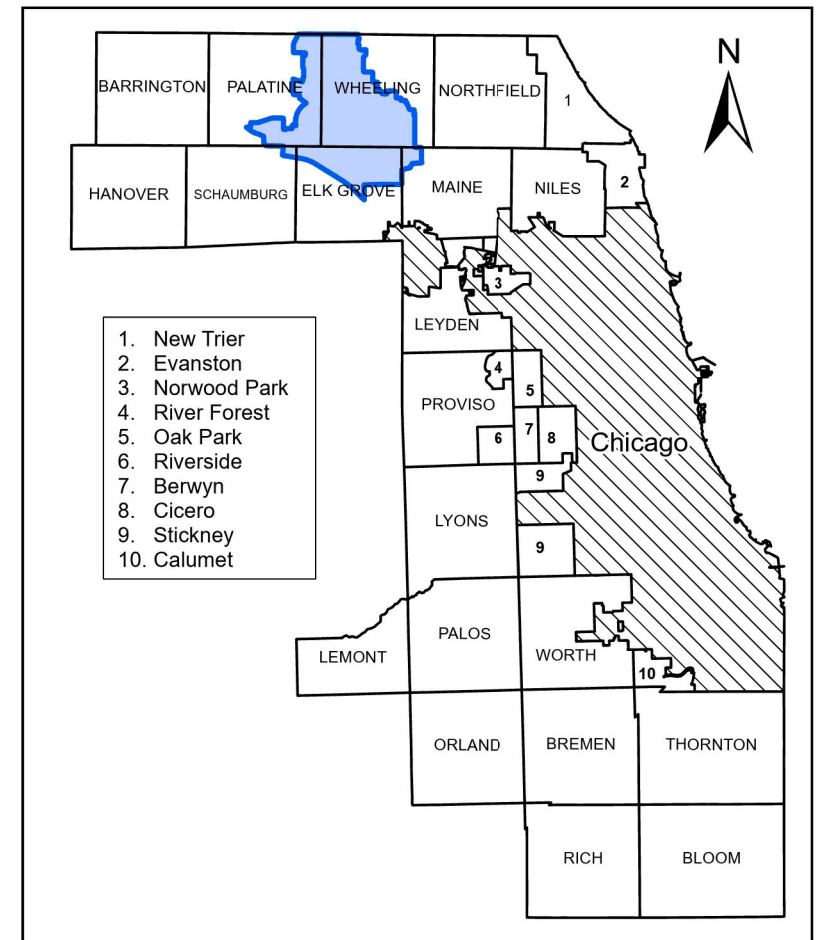 N
BARRINGTON
PALATINE
WHEELING
NORTHFIELD
1
HANOVER
SCHAUMBURG
ELK GROVE
MAINE
NILES
2
3
LEYDEN
1. New Trier
2. Evanston
3. Norwood Park
4. River Forest
5. Oak Park
6. Riverside
7. Berwyn
8. Cicero
9. Stickney
10. Calumet
4
5
PROVISO
6
7
8
Chicago
9
LYONS
9
PALOS
LEMONT
WORTH
10
ORLAND
BREMEN
THORNTON
RICH
BLOOM